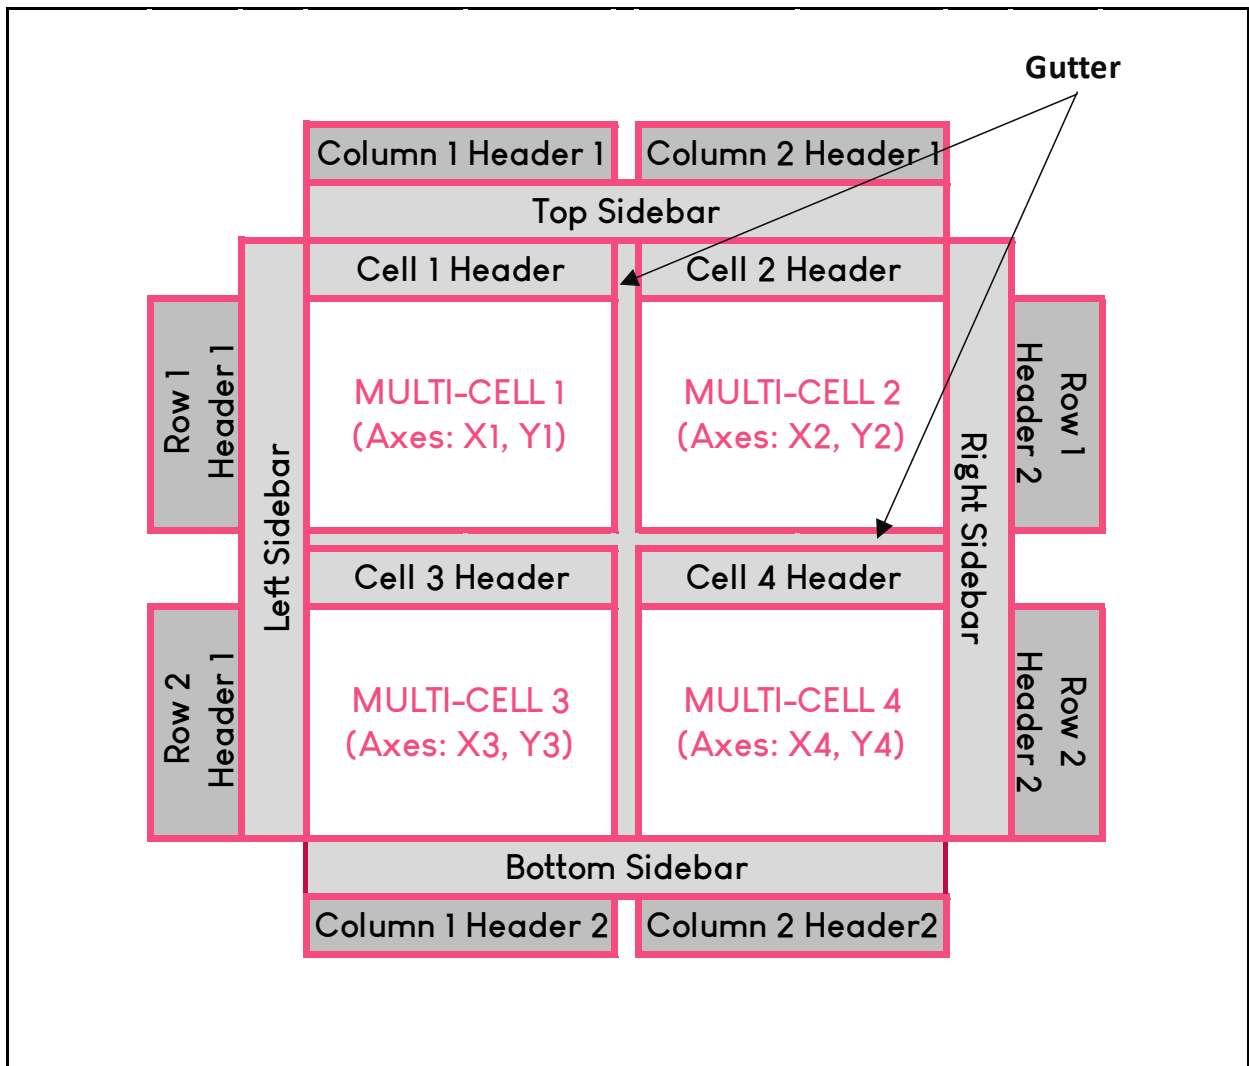 Gutter
Column 1 Header 1
Column 2 Header 1
Top Sidebar
Cell 1 Header
Cell 2 Header
Row 1
Header 1
Left Sidebar
MULTI-CELL 1
(Axes: X1, Y1)
MULTI-CELL 2
(Axes: X2, Y2)
Right Sidebar
Row 1
Header 2
Cell 3 Header
Cell 4 Header
Row 2
Header 1
MULTI-CELL 3
(Axes: X3, Y3)
MULTI-CELL 4
(Axes: X4, Y4)
Row 2
Header 2
Bottom Sidebar
Column 1 Header 2
Column 2 Header2